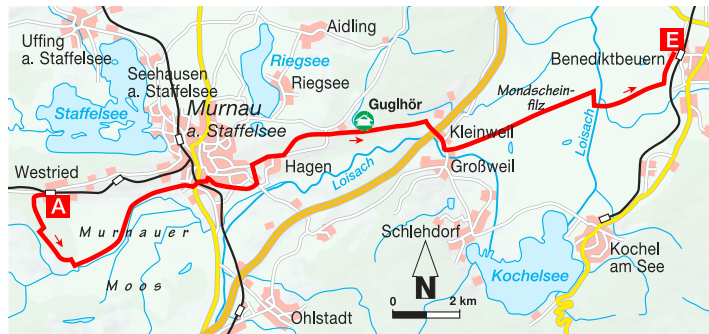 Uffing
a. Staffelsee
Aidling
E
Riegsee
Benediktbeuern
Seehausen
a. Staffelsee
Riegsee
Staffelsee
Murnau
a. Staffelsee
Guglhör
Mondschein-
filz
Kleinweil
Loisach
Westried
Hagen
Loisach
Großweil
A
Murnauer
Moos
Schlehdorf
Kochel
am See
Kochelsee
N
0
2 km
Ohlstadt